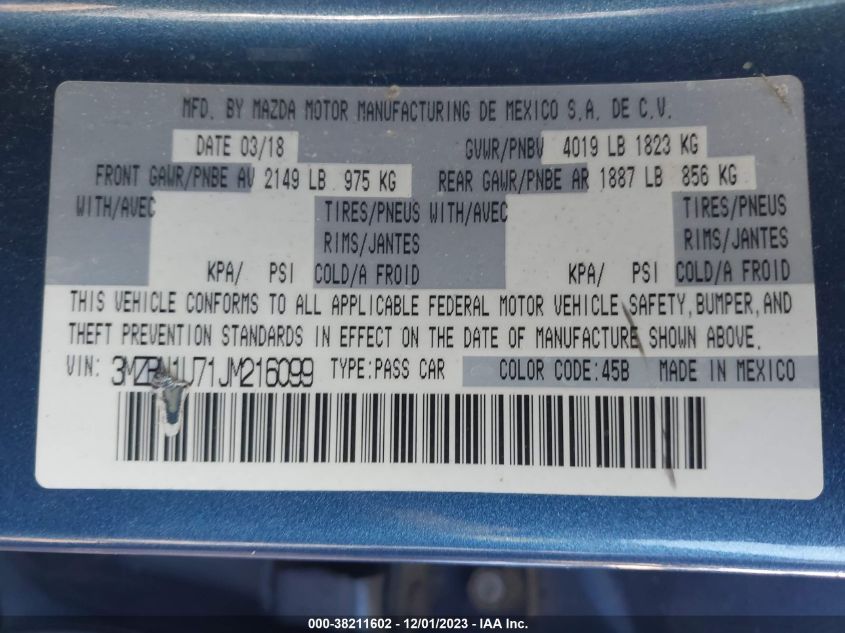 MFD. BY MAZDA MOTOR MANUFACTURING DE MEXICO S.A. DE C.V.
DATE 03/18 GVWR/PNBV 4019 LB 1823 KG
FRONT GAWR/PNBE AV 2149 LB 975 KG REAR GAWR/PNBE AR 1887 LB 856 KG
WITH/AVEC TIRES/PNEUS WITH/AVEC TIRES/PNEUS
RIMS/JANTES RIMS/JANTES
KPA/ PSI COLD/A FROID KPA/ PSI COLD/A FROID
THIS VEHICLE CONFORMS TO ALL APPLICABLE FEDERAL MOTOR VEHICLE SAFETY, BUMPER, AND
THEFT PREVENTION STANDARDS IN EFFECT ON THE DATE OF MANUFACTURE SHOWN ABOVE.
VIN: 3MZBN1U71JM216099 TYPE:PASS CAR COLOR CODE:45B MADE IN MEXICO
000-38211602 - 12/01/2023 - IAA Inc.